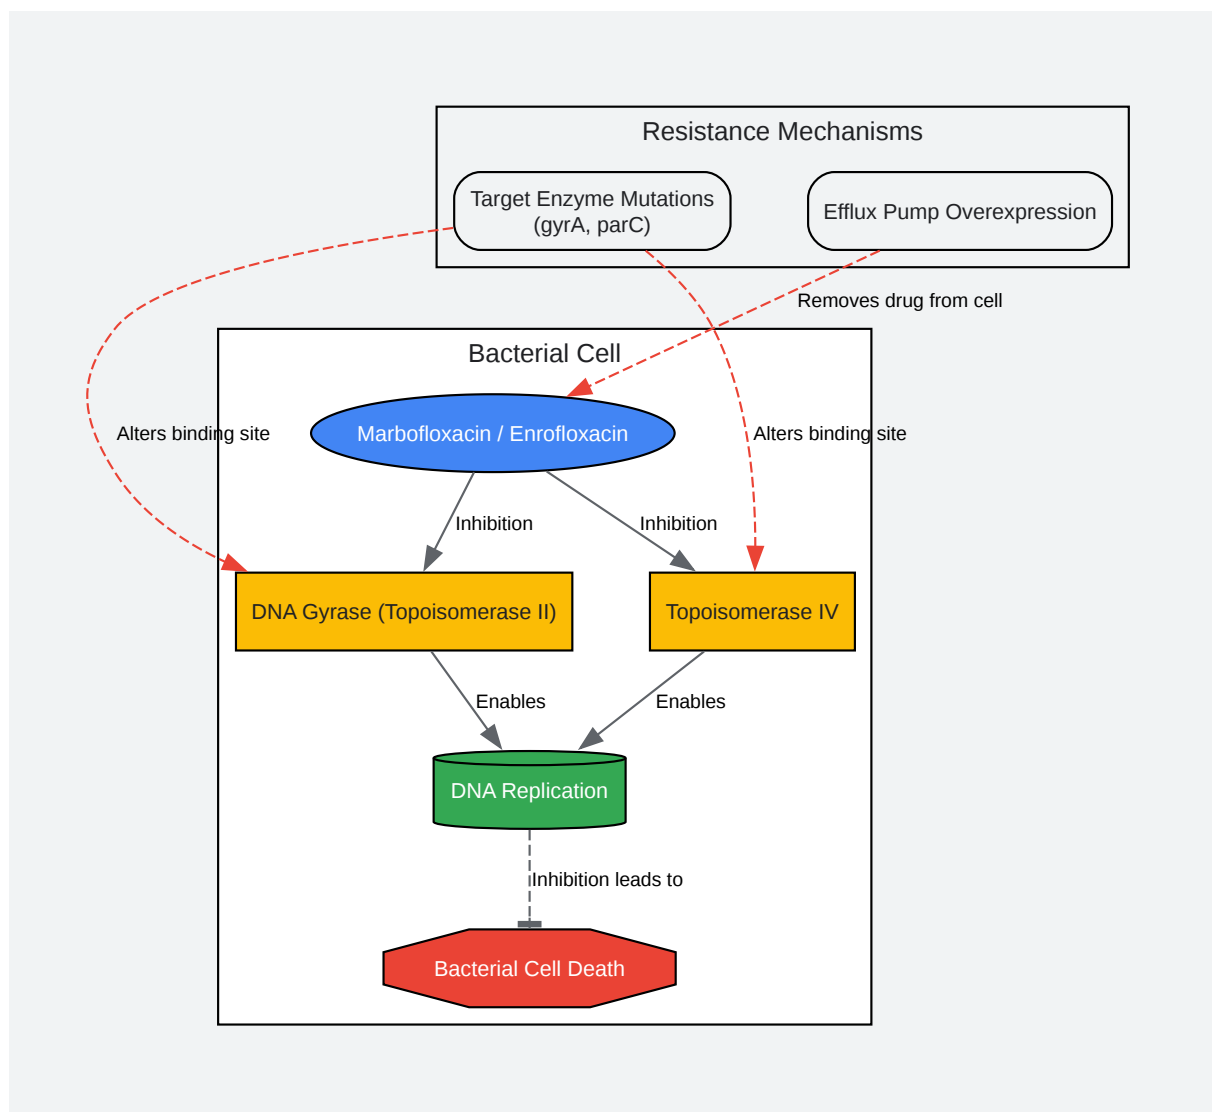 Resistance Mechanisms
Target Enzyme Mutations
(gyrA, parC)
Efflux Pump Overexpression
Removes drug from cell
Bacterial Cell
Alters binding site
Marbofloxacin / Enrofloxacin
Alters binding site
Inhibition
Inhibition
DNA Gyrase (Topoisomerase II)
Topoisomerase IV
Enables
Enables
DNA Replication
Inhibition leads to
Bacterial Cell Death